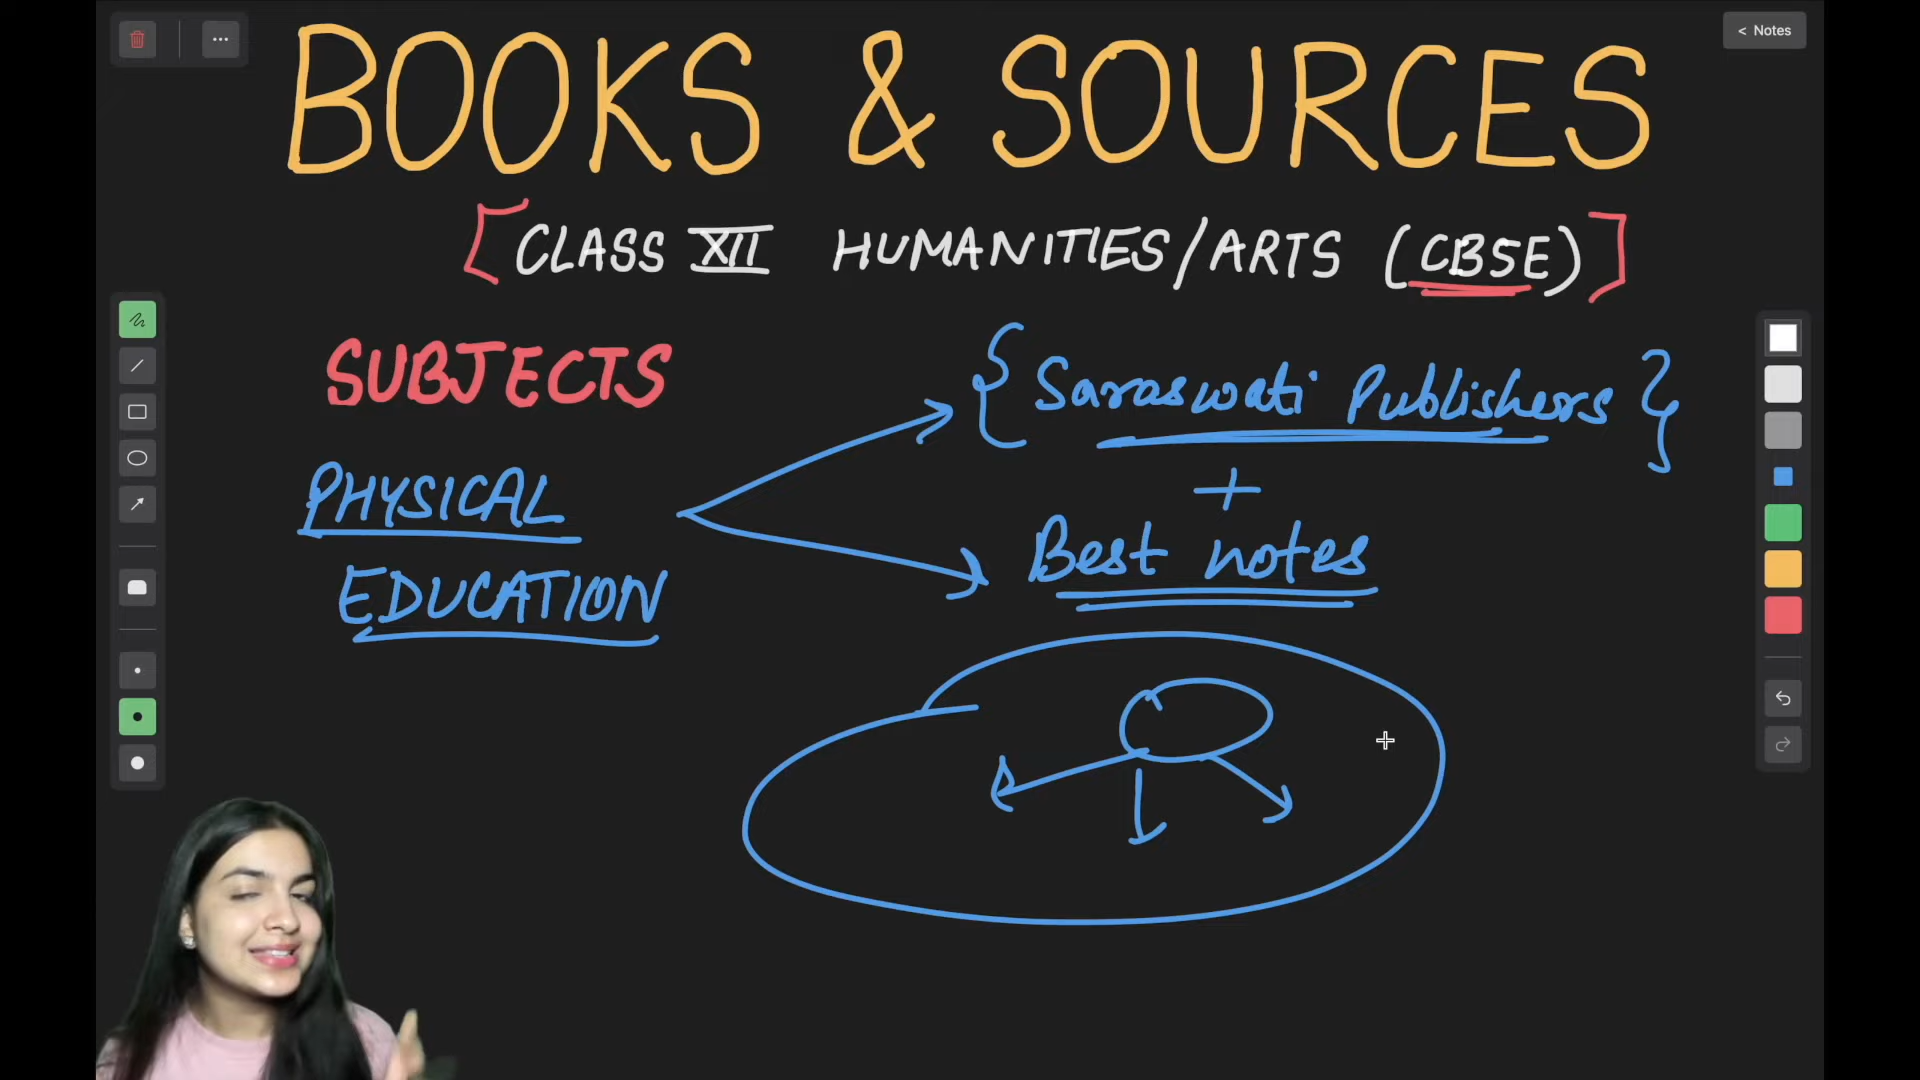 < Notes
BOOKS & SOURCES
[CLASS XII HUMANITIES/ARTS (CBSE)]
SUBJECTS
{Saraswati Publishers}
PHYSICAL
EDUCATION
+
Best notes